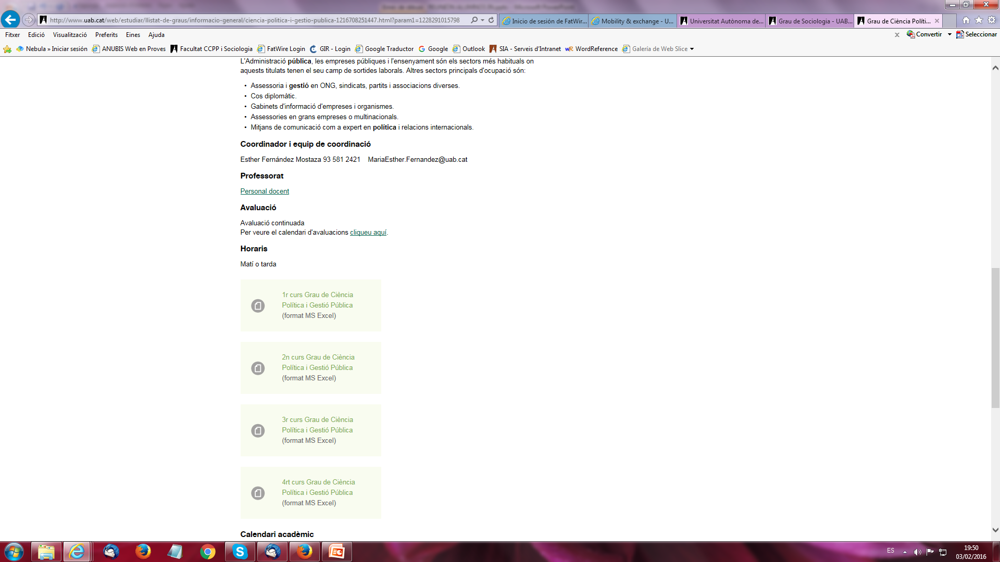 http://www.uab.cat/web/estudiar/llistat-de-graus/informacio-general/ciencia-politica-i-gestio-publica-1216708251447.html?param1=1228291015798
Inicio de sesión de FatWir...
Mobility & exchange - U...
Universitat Autònoma de...
Grau de Sociologia - UAB...
Grau de Ciència Políti...
Fitxer Edició Visualització Preferits Eines Ajuda
x Convertir Seleccionar
Nebula » Iniciar sesión ANUBIS Web en Proves Facultat CCPP i Sociologia FatWire Login GIR - Login Google Traductor Google Outlook SIA - Serveis d'Intranet WordReference Galería de Web Slice
L'Administració pública, les empreses públiques i l'ensenyament són els sectors més habituals on
aquests titulats tenen el seu camp de sortides laborals. Altres sectors principals d'ocupació són:
• Assessoria i gestió en ONG, sindicats, partits i associacions diverses.
• Cos diplomàtic.
• Gabinets d'informació d'empreses i organismes.
• Assessories en grans empreses o multinacionals.
• Mitjans de comunicació com a expert en política i relacions internacionals.
Coordinador i equip de coordinació
Esther Fernández Mostaza 93 581 2421 MariaEsther.Fernandez@uab.cat
Professorat
Personal docent
Avaluació
Avaluació continuada
Per veure el calendari d'avaluacions cliqueu aquí.
Horaris
Matí o tarda
1r curs Grau de Ciència
Política i Gestió Pública
(format MS Excel)
2n curs Grau de Ciència
Política i Gestió Pública
(format MS Excel)
3r curs Grau de Ciència
Política i Gestió Pública
(format MS Excel)
4rt curs Grau de Ciència
Política i Gestió Pública
(format MS Excel)
Calendari acadèmic
ES
19:50
03/02/2016